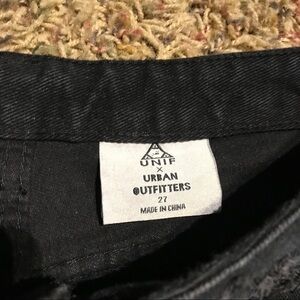 UNIF
X
URBAN
OUTFITTERS
27
MADE IN CHINA